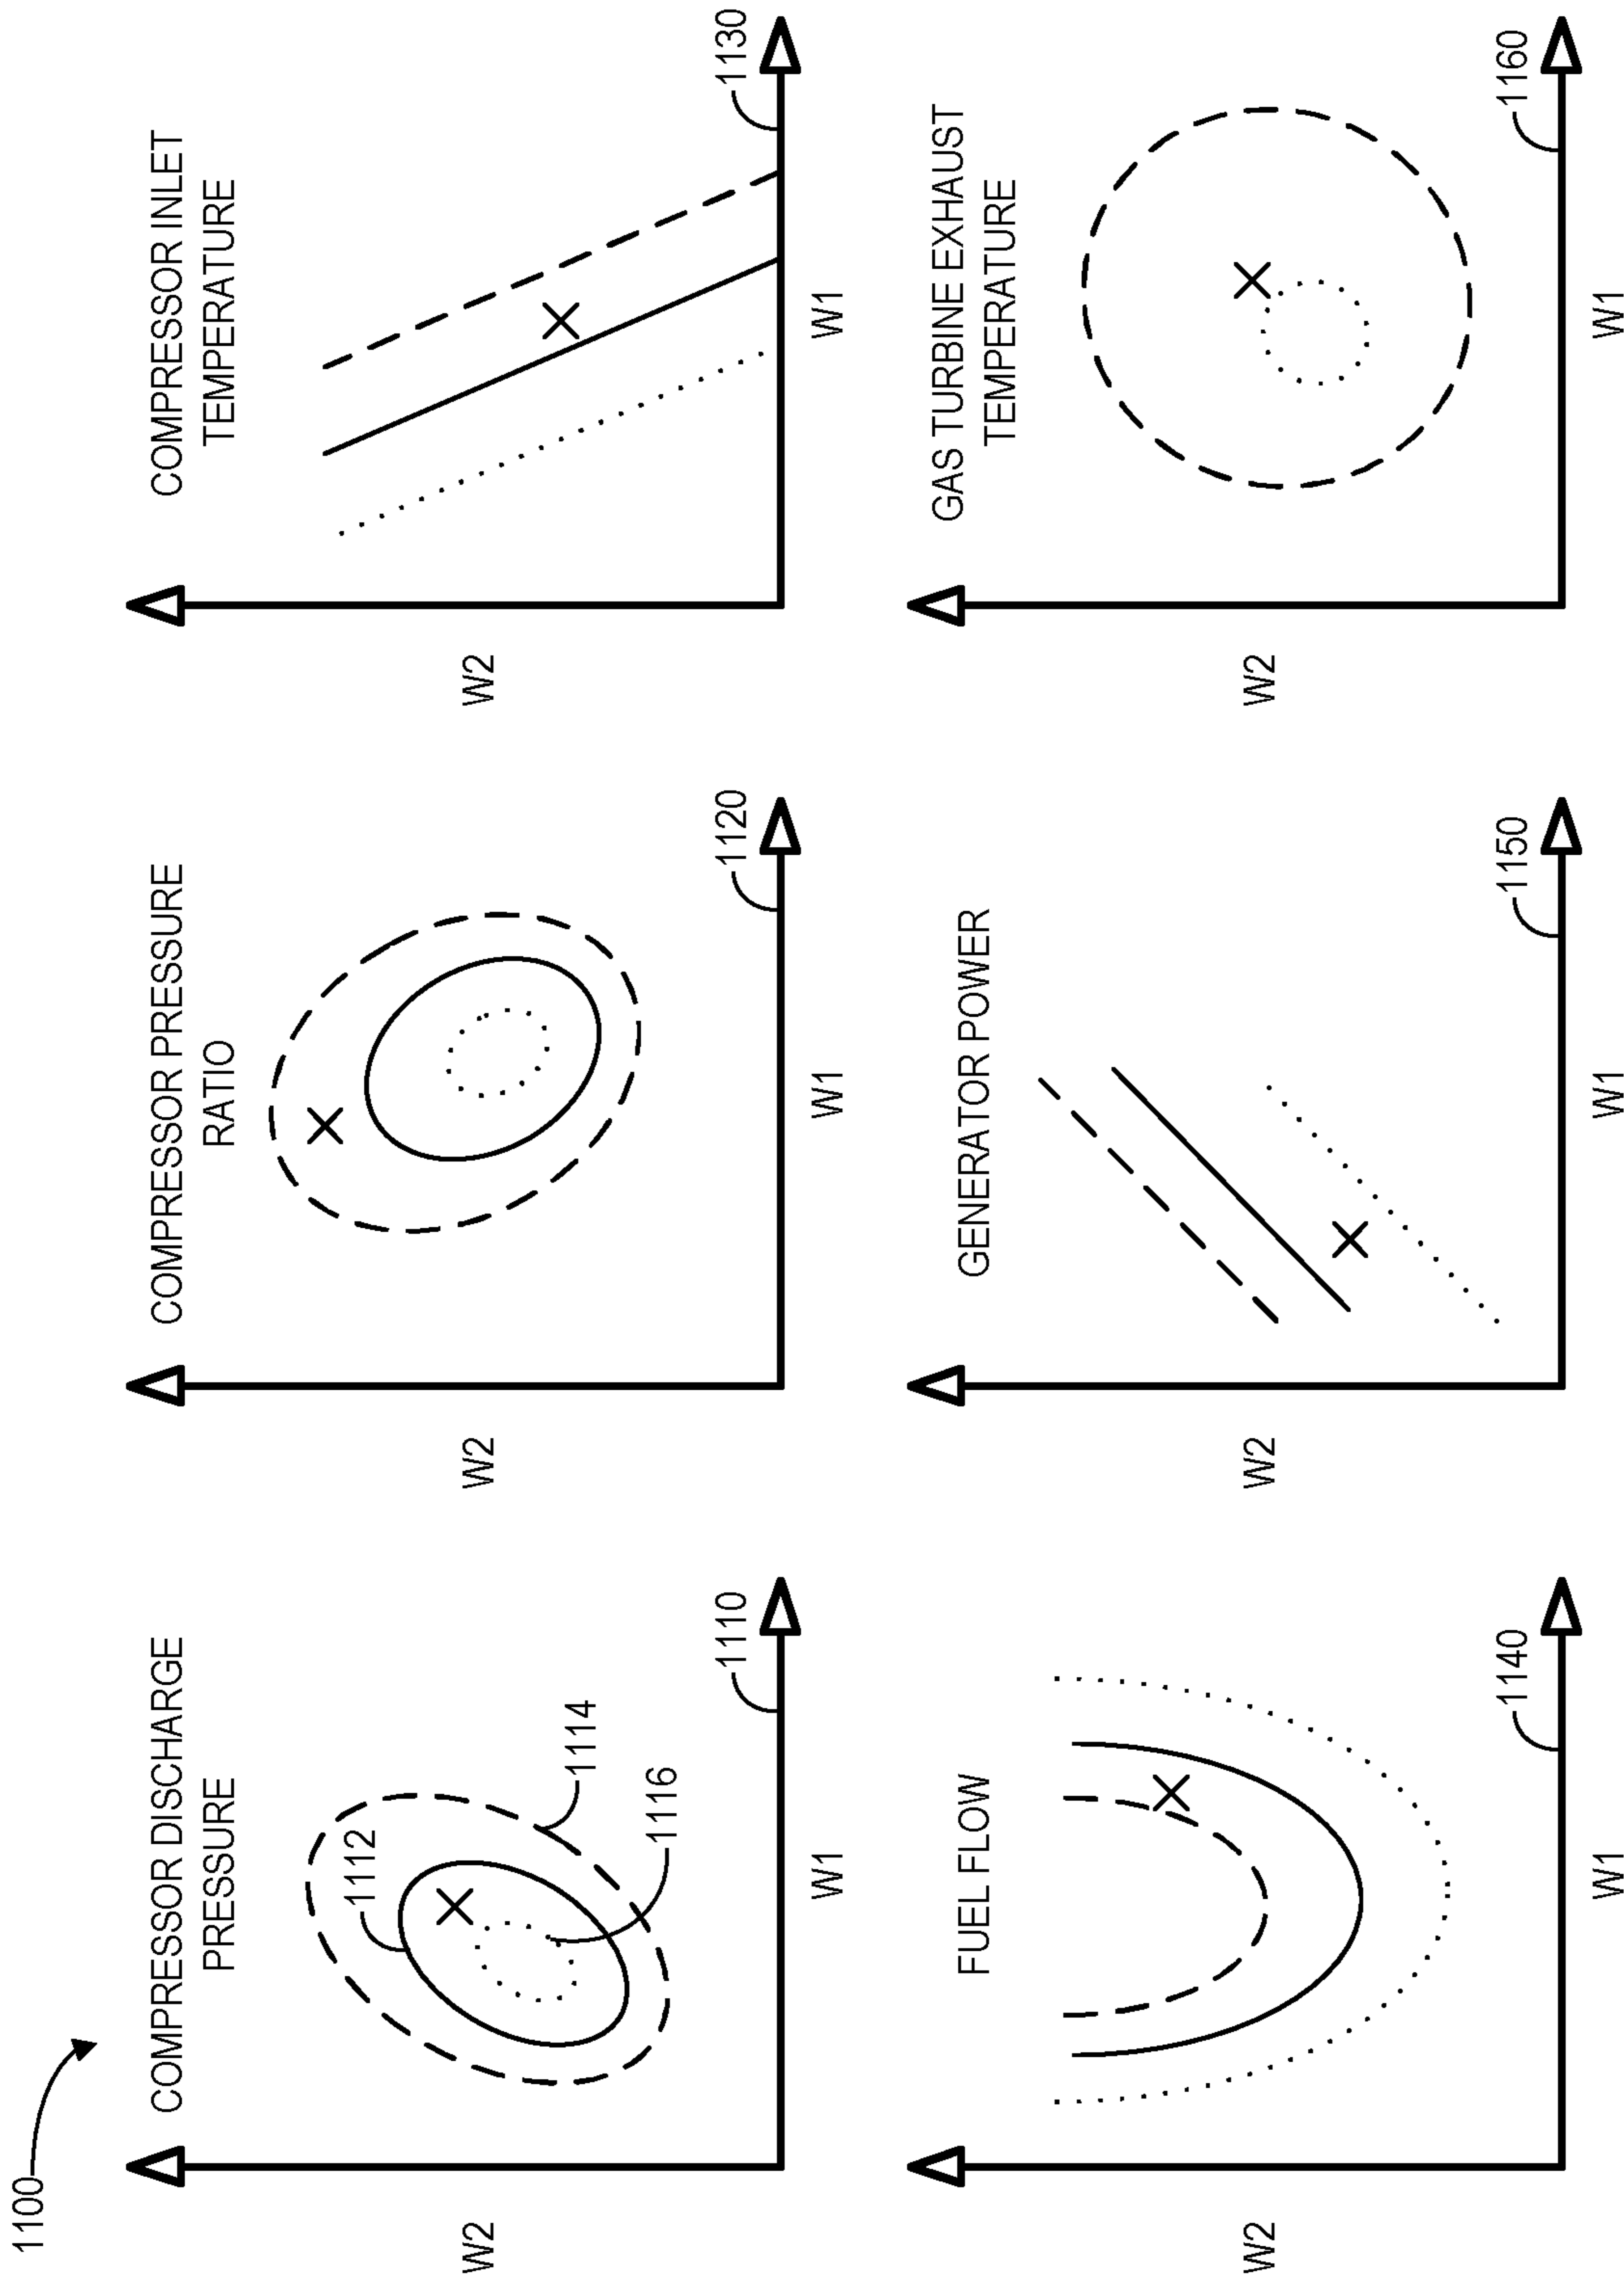 1100
COMPRESSOR DISCHARGE
PRESSURE
1112
1114
1116
W2
1110
W1
COMPRESSOR PRESSURE
RATIO
W2
1120
W1
COMPRESSOR INLET
TEMPERATURE
W2
1130
W1
FUEL FLOW
W2
1140
W1
GENERATOR POWER
W2
1150
W1
GAS TURBINE EXHAUST
TEMPERATURE
W2
1160
W1